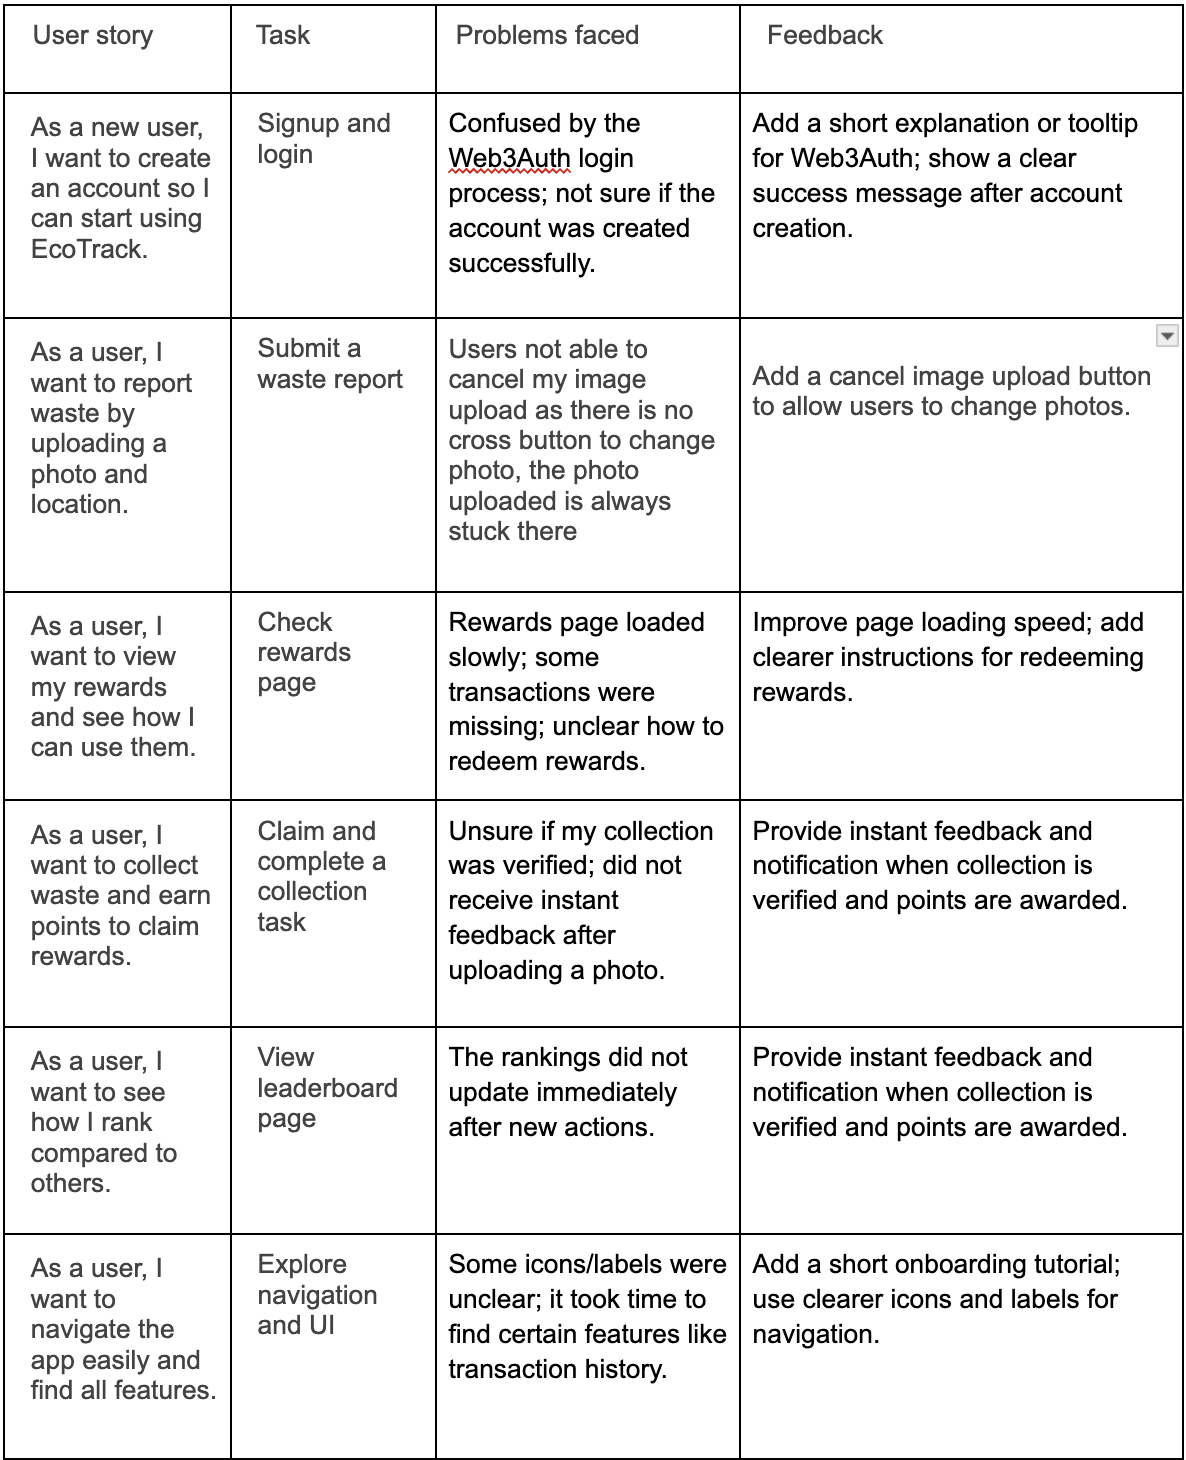 User story
Task
Problems faced
Feedback
As a new user,
I want to create
an account so I
can start using
EcoTrack.
Signup and
login
Confused by the
Web3Auth login
process; not sure if the
account was created
successfully.
Add a short explanation or tooltip
for Web3Auth; show a clear
success message after account
creation.
As a user, I
want to report
waste by
uploading a
photo and
location.
Submit a
waste report
Users not able to
cancel my image
upload as there is no
cross button to change
photo, the photo
uploaded is always
stuck there
Add a cancel image upload button
to allow users to change photos.
As a user, I
want to view
my rewards
and see how I
can use them.
Check
rewards
page
Rewards page loaded
slowly; some
transactions were
missing; unclear how to
redeem rewards.
Improve page loading speed; add
clearer instructions for redeeming
rewards.
As a user, I
want to collect
waste and earn
points to claim
rewards.
Claim and
complete a
collection
task
Unsure if my collection
was verified; did not
receive instant
feedback after
uploading a photo.
Provide instant feedback and
notification when collection is
verified and points are awarded.
As a user, I
want to see
how I rank
compared to
others.
View
leaderboard
page
The rankings did not
update immediately
after new actions.
Provide instant feedback and
notification when collection is
verified and points are awarded.
As a user, I
want to
navigate the
app easily and
find all features.
Explore
navigation
and UI
Some icons/labels were
unclear; it took time to
find certain features like
transaction history.
Add a short onboarding tutorial;
use clearer icons and labels for
navigation.